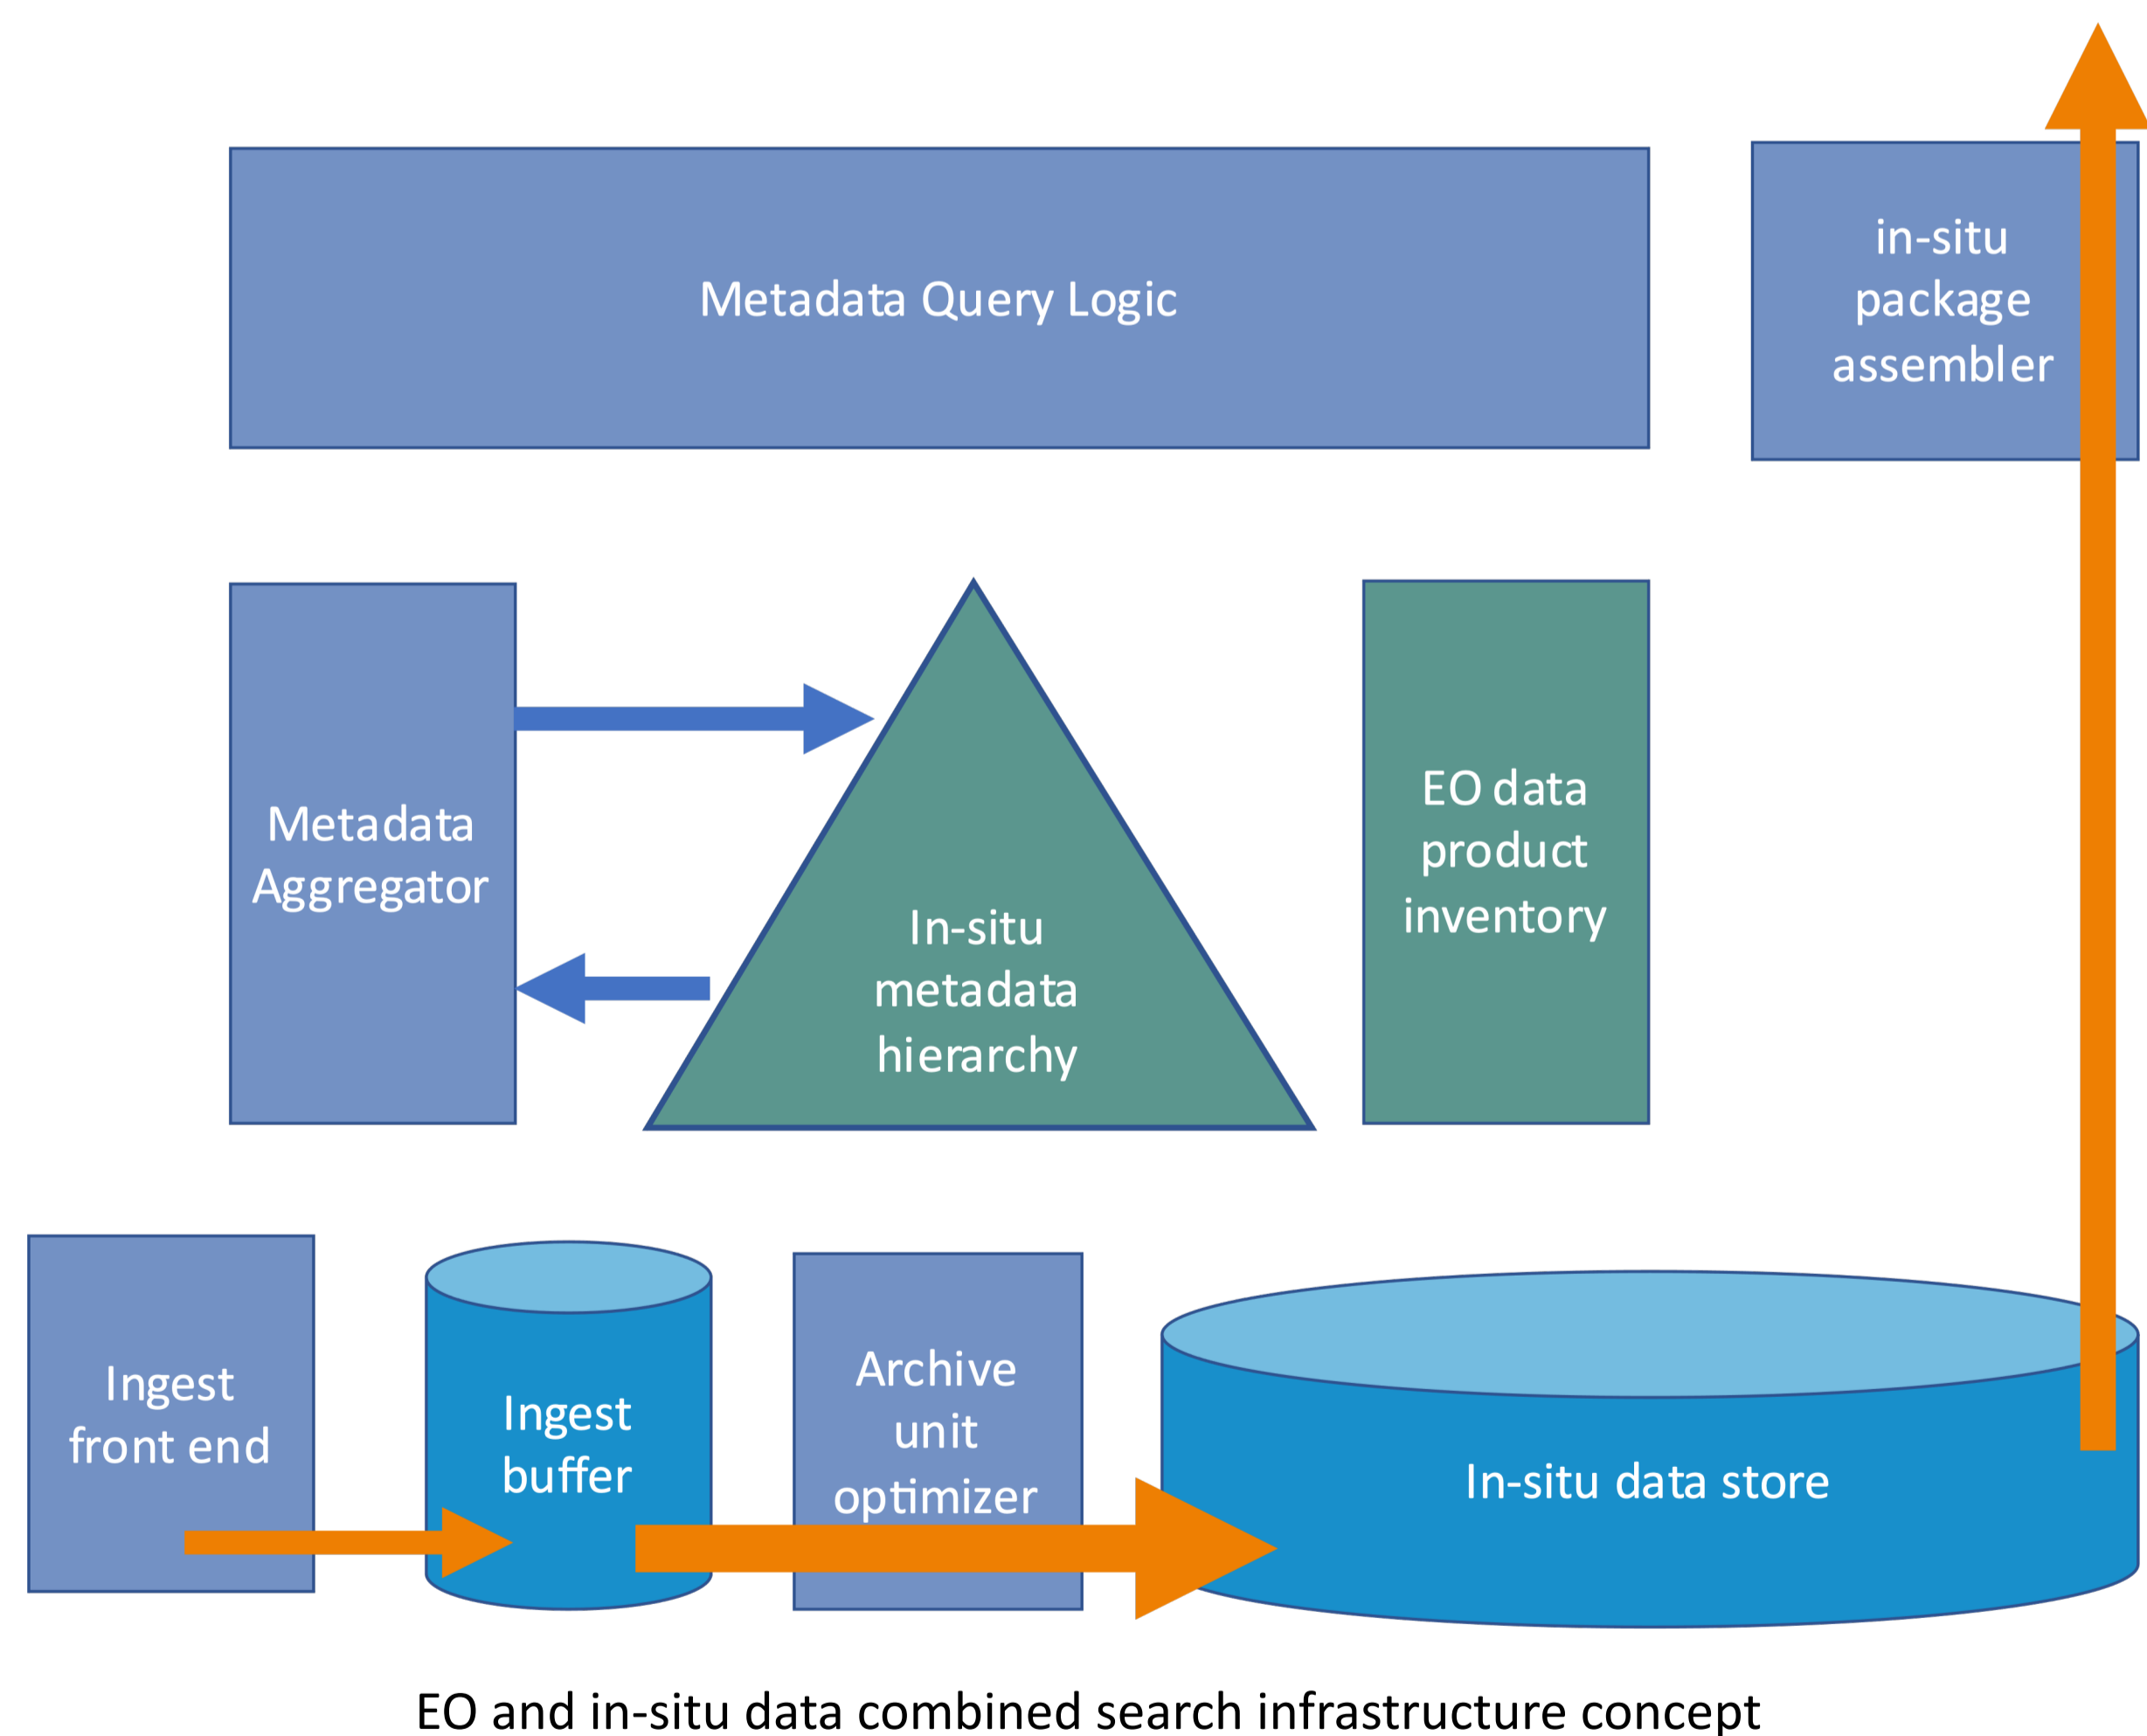 Metadata Query Logic
in-situ
package
assembler
Metadata
Aggregator
In-situ
metadata
hierarchy
EO data
product
inventory
Ingest
front end
Ingest
buffer
Archive
unit
optimizer
In-situ data store
EO and in-situ data combined search infrastructure concept